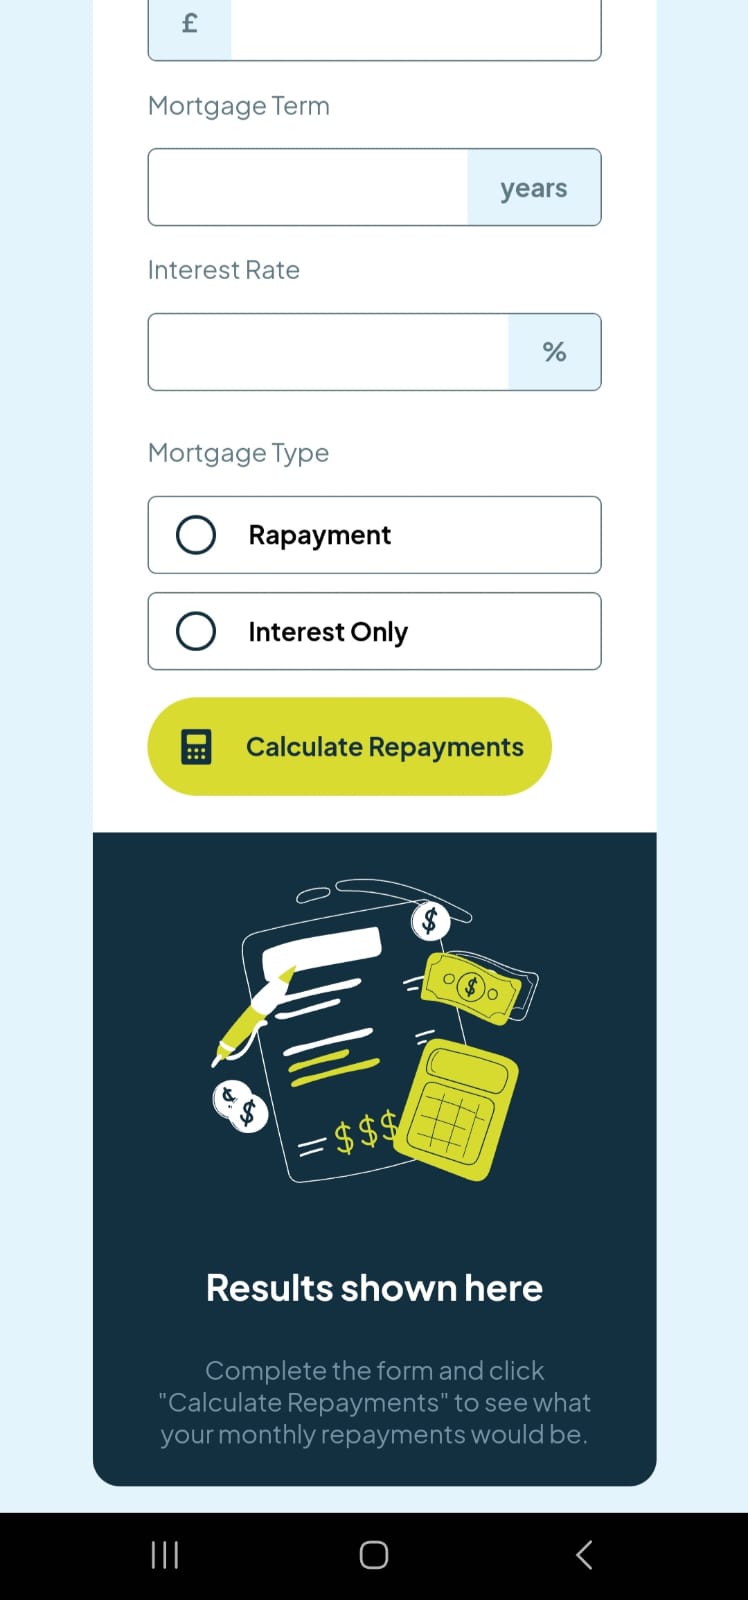 £
Mortgage Term
years
Interest Rate
%
Mortgage Type
Rapayment
Interest Only
Calculate Repayments
$
$
¢
$
= $$$
Results shown here
Complete the form and click
"Calculate Repayments" to see what
your monthly repayments would be.